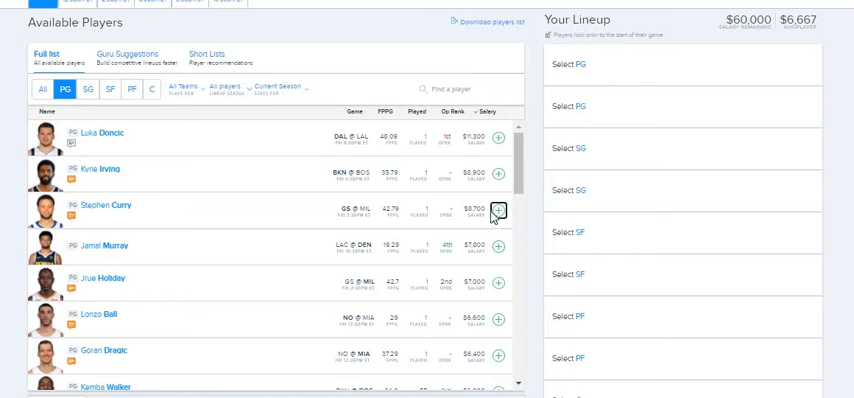 Available Players
Download players list
Full list
All available players
Guru Suggestions
Build competitive lineups faster
Short Lists
Player recommendations
All
PG
SG
SF
PF
C
All Teams
PLAYS FOR
All players
LINEUP STATUS
Current Season
STATS FOR
Find a player
Name Game FPPG Played Op Rank Salary
PG Luka Doncic DAL @ LAL 48.09 1 1st $11,300
FPPG PLAYED OPRK SALARY
PG Kyrie Irving BKN @ BOS 35.79 1 - $8,900
FPPG PLAYED OPRK SALARY
PG Stephen Curry GS @ MIL 42.79 1 - $8,700
FPPG PLAYED OPRK SALARY
PG Jamal Murray LAC @ DEN 19.29 1 4th
FPPG PLAYED OPRK SALARY
PG Jrue Holiday GS @ MIL 42.7 1 2nd $7,000
FPPG PLAYED OPRK SALARY
PG Lonzo Ball NO @ MIA 29 1 - $6,600
FPPG PLAYED OPRK SALARY
PG Goran Dragic NO @ MIA 37.29 1 - $6,400
FPPG PLAYED OPRK SALARY
PG Kemba Walker
Your Lineup
Players lock prior to the start of their game
$60,000
SALARY REMAINING
$6,667
AVG/PLAYER
Select PG
Select PG
Select SG
Select SG
Select SF
Select SF
Select PF
Select PF